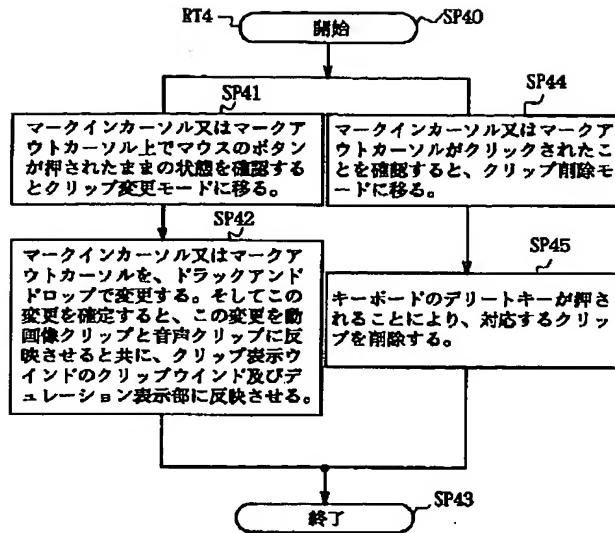 RT4
開始
SP40
SP41
マークインカーソル又はマークア
ウトカーソル上でマウスのボタン
が押されたままの状態を確認する
とクリップ変更モードに移る。
SP42
マークインカーソル又はマークア
ウトカーソルを、ドラックアンド
ドロップで変更する。そしてこの
変更を確定すると、この変更を動
画像クリップと音声クリップに反
映させると共に、クリップ表示ウ
インドのクリップウインド及びデ
ュレーション表示部に反映させる。
SP44
マークインカーソル又はマークア
ウトカーソルがクリックされたこ
とを確認すると、クリップ削除モ
ードに移る。
SP45
キーボードのデリートキーが押さ
れることにより、対応するクリッ
プを削除する。
SP43
終了